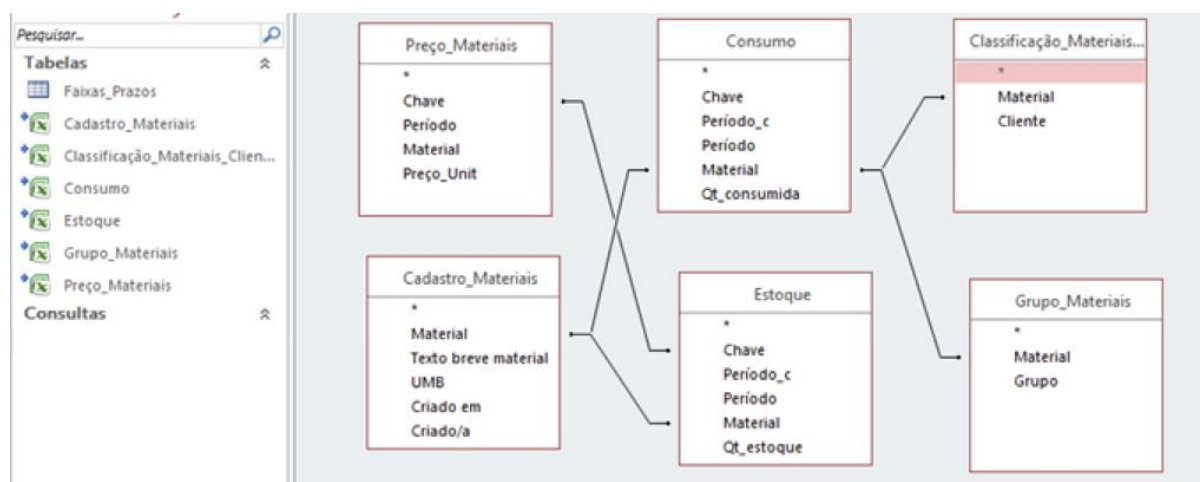 Pesquisar...
Tabelas
Faixas_Prazos
Cadastro_Materiais
Classificação_Materiais_Clien...
Consumo
Estoque
Grupo_Materiais
Preço_Materiais
Consultas
Preço_Materiais
*
Chave
Período
Material
Preço_Unit
Consumo
*
Chave
Período_c
Período
Material
Qt_consumida
Classificação_Materiais...
*
Material
Cliente
Cadastro_Materiais
*
Material
Texto breve material
UMB
Criado em
Criado/a
Estoque
*
Chave
Período_c
Período
Material
Qt_estoque
Grupo_Materiais
*
Material
Grupo